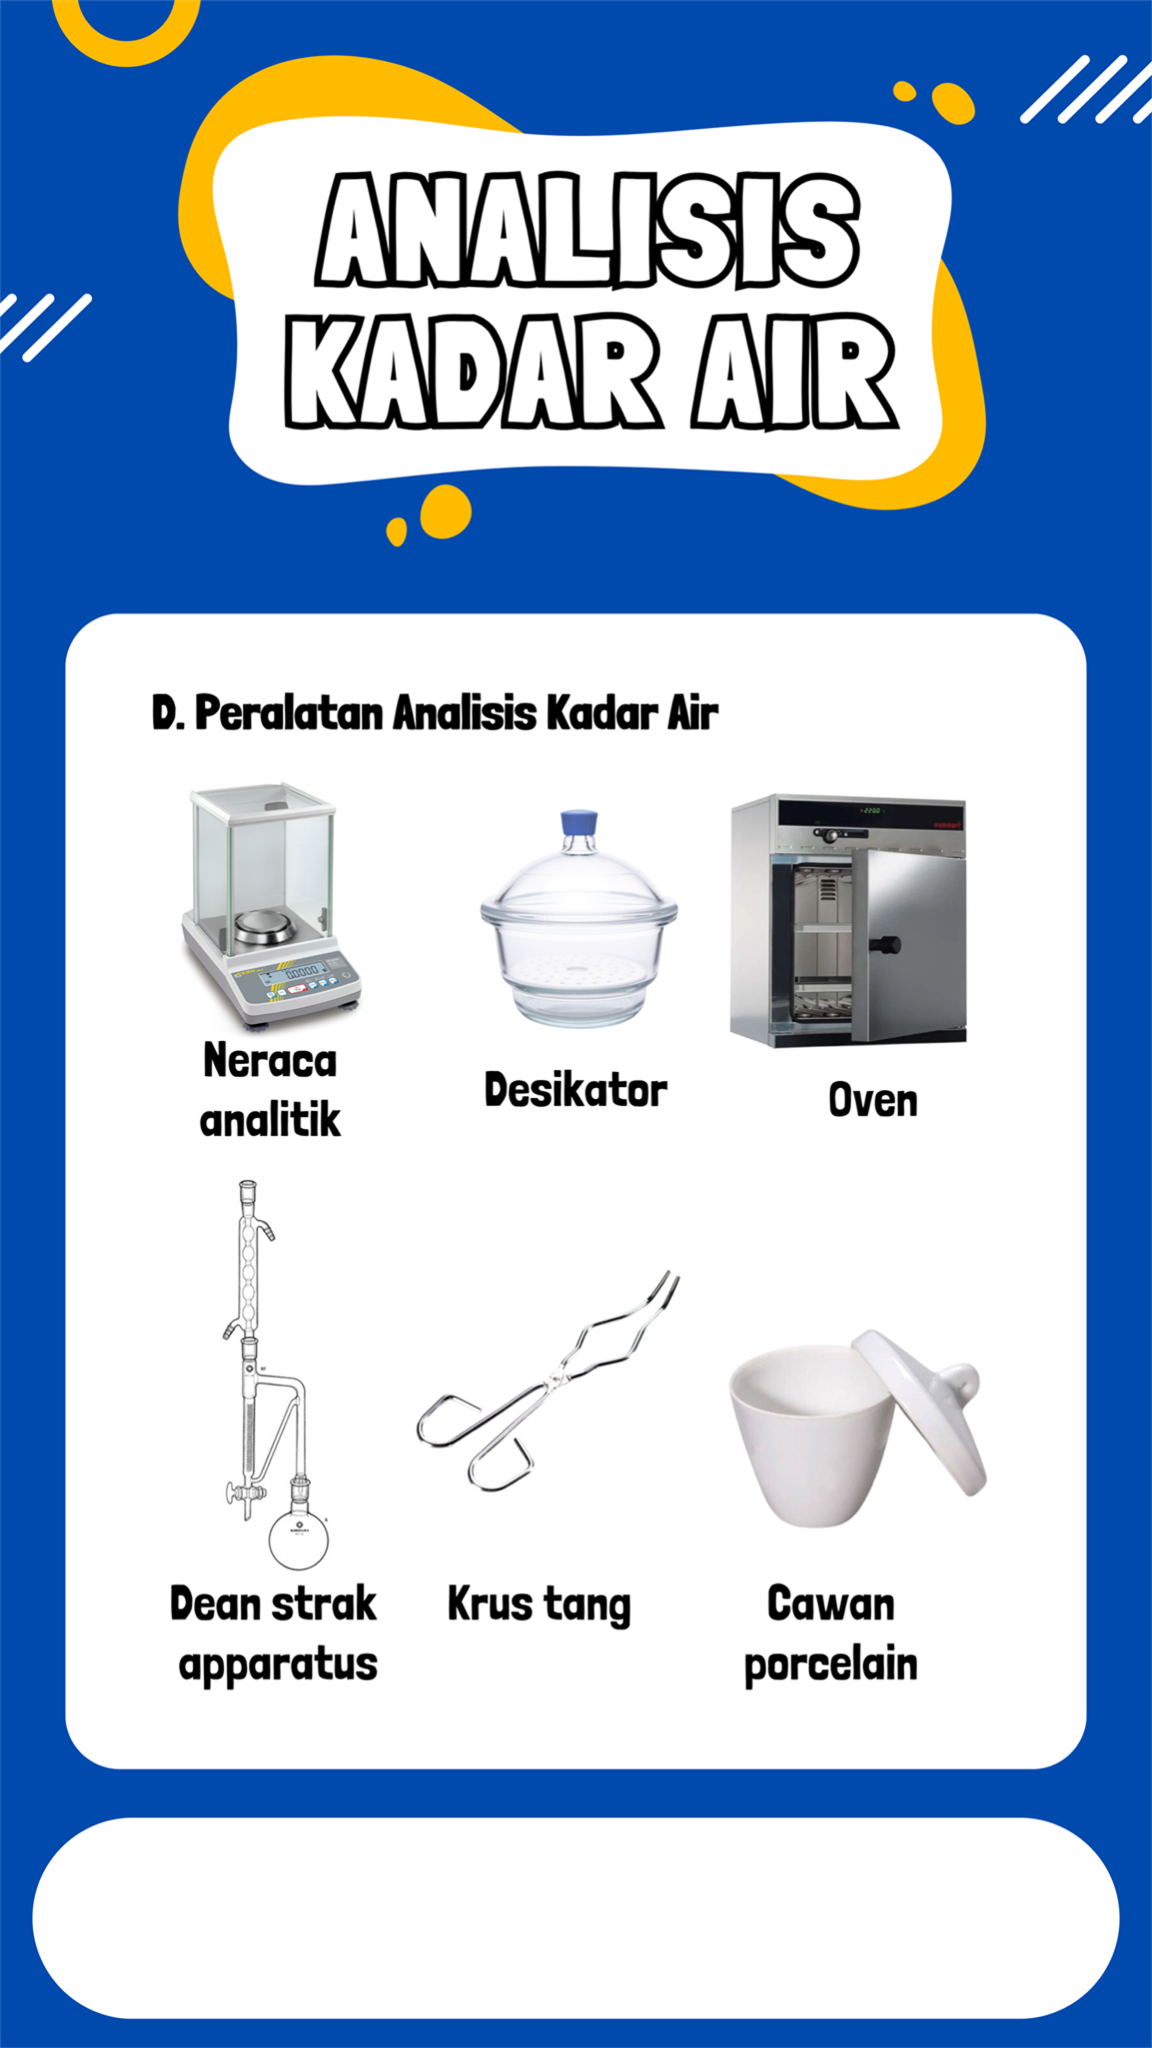 ANALISIS
KADAR AIR
D. Peralatan Analisis Kadar Air
Neraca
analitik
Desikator
Oven
Dean strak
apparatus
Krus tang
Cawan
porcelain